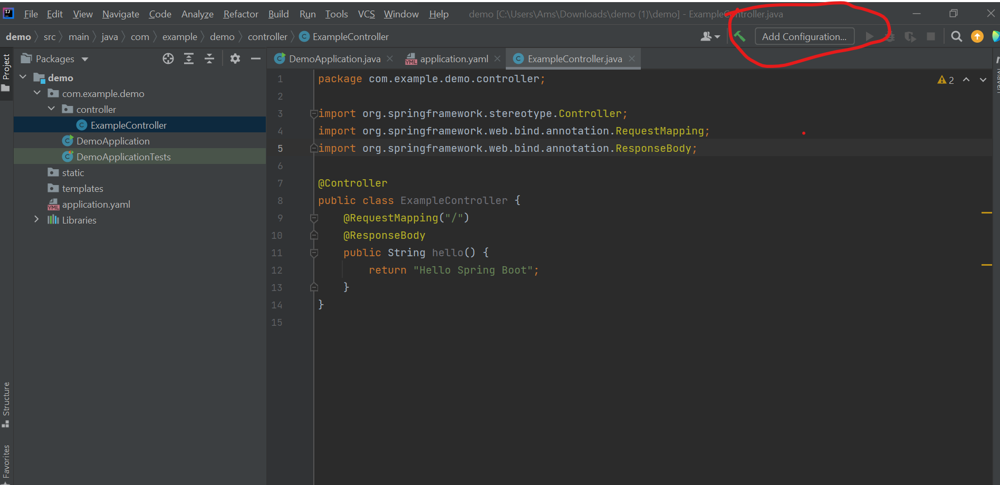 File Edit View Navigate Code Analyze Refactor Build Run Tools VCS Window Help demo [C:\Users\Ams\Downloads\demo (1)\demo] - ExampleController.java
demo src main java com example demo controller ExampleController Add Configuration...
Project
Packages
DemoApplication.java application.yaml ExampleController.java
demo
com.example.demo
controller
ExampleController
DemoApplication
DemoApplicationTests
static
templates
application.yaml
Libraries
1 package com.example.demo.controller;
2
3 import org.springframework.stereotype.Controller;
4 import org.springframework.web.bind.annotation.RequestMapping;
5 import org.springframework.web.bind.annotation.ResponseBody;
6
7 @Controller
8 public class ExampleController {
9 @RequestMapping("/")
10 @ResponseBody
11 public String hello() {
12 return "Hello Spring Boot";
13 }
14 }
15
2
Structure
Favorites